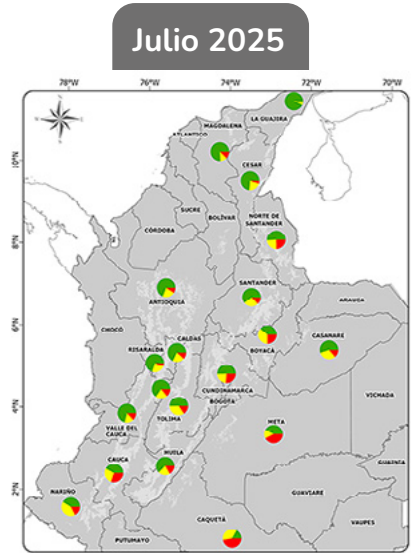 Julio 2025
78°W 76°W 74°W 72°W 70°W
LA GUAJIRA
MAGDALENA
ATLANTICO
10°N
CESAR
SUCRE
BOLÍVAR
NORTE DE
SANTANDER
CÓRDOBA
8°N
SANTANDER
ANTIOQUIA
ARAUCA
6°N
CHOCÓ
CALDAS
CASANARE
RISARALDA
BOYACÁ
CUNDINAMARCA
VICHADA
BOGOTÁ
4°N
TOLIMA
VALLE DEL
CAUCA
META
HUILA
CAUCA
GUAINÍA
2°N
NARIÑO
GUAVIARE
CAQUETÁ
VAUPES
PUTUMAYO